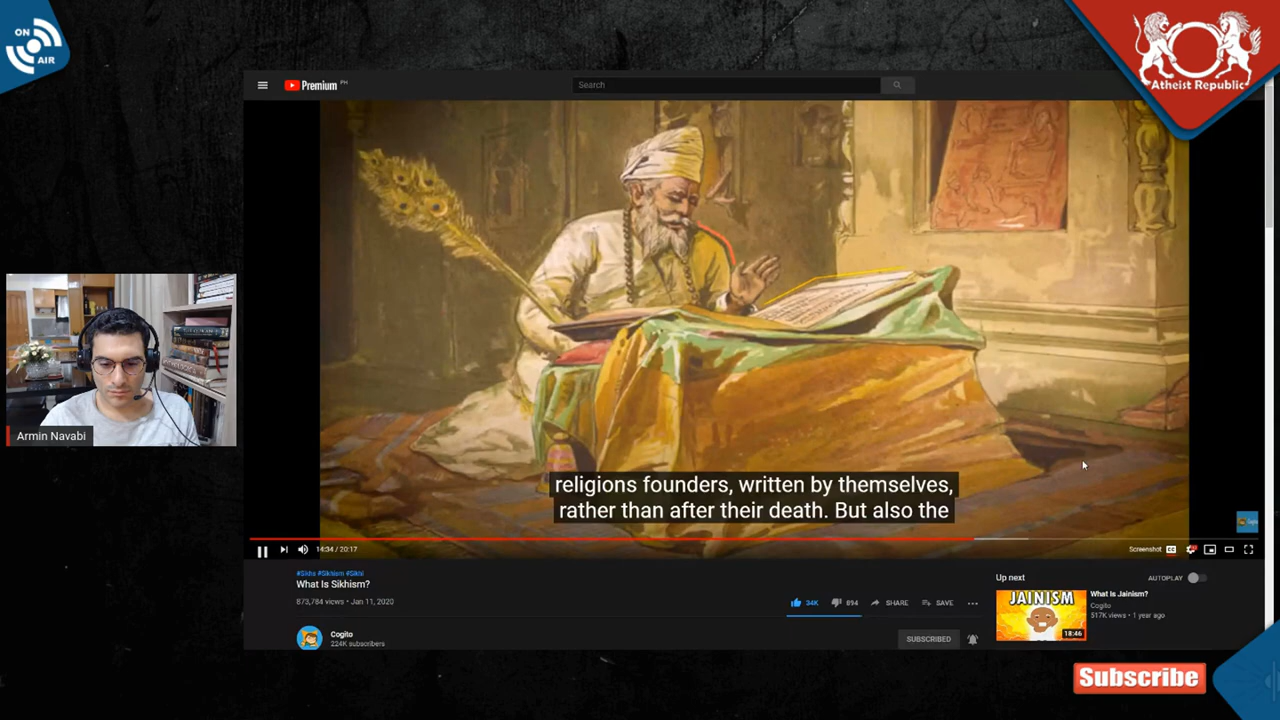 ON
AIR
Atheist Republic
Premium PH
Search
Armin Navabi
religions founders, written by themselves,
rather than after their death. But also the
14:34 / 20:17
Screenshot
#Sikhs #Sikhism #Sikhi
What Is Sikhism?
873,784 views • Jan 11, 2020
34K
894
SHARE
SAVE
Cogito
224K subscribers
SUBSCRIBED
Up next
AUTOPLAY
JAINISM
18:46
What Is Jainism?
Cogito
517K views • 1 year ago
Subscribe